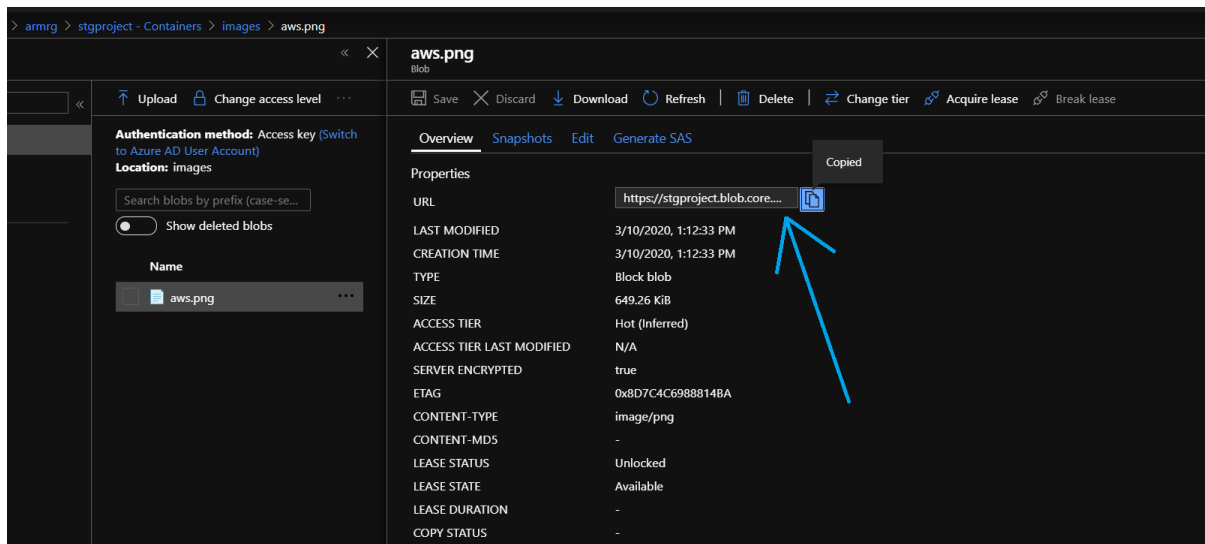 > armrg > stgproject - Containers > images > aws.png
«
Upload Change access level ...
Authentication method: Access key (Switch
to Azure AD User Account)
Location: images
Search blobs by prefix (case-se...
Show deleted blobs
Name
aws.png ...
« ×
aws.png
Blob
Save Discard Download Refresh Delete Change tier Acquire lease Break lease
Overview Snapshots Edit Generate SAS
Copied
Properties
URL https://stgproject.blob.core....
LAST MODIFIED 3/10/2020, 1:12:33 PM
CREATION TIME 3/10/2020, 1:12:33 PM
TYPE Block blob
SIZE 649.26 KiB
ACCESS TIER Hot (Inferred)
ACCESS TIER LAST MODIFIED N/A
SERVER ENCRYPTED true
ETAG 0x8D7C4C6988814BA
CONTENT-TYPE image/png
CONTENT-MD5 -
LEASE STATUS Unlocked
LEASE STATE Available
LEASE DURATION -
COPY STATUS -